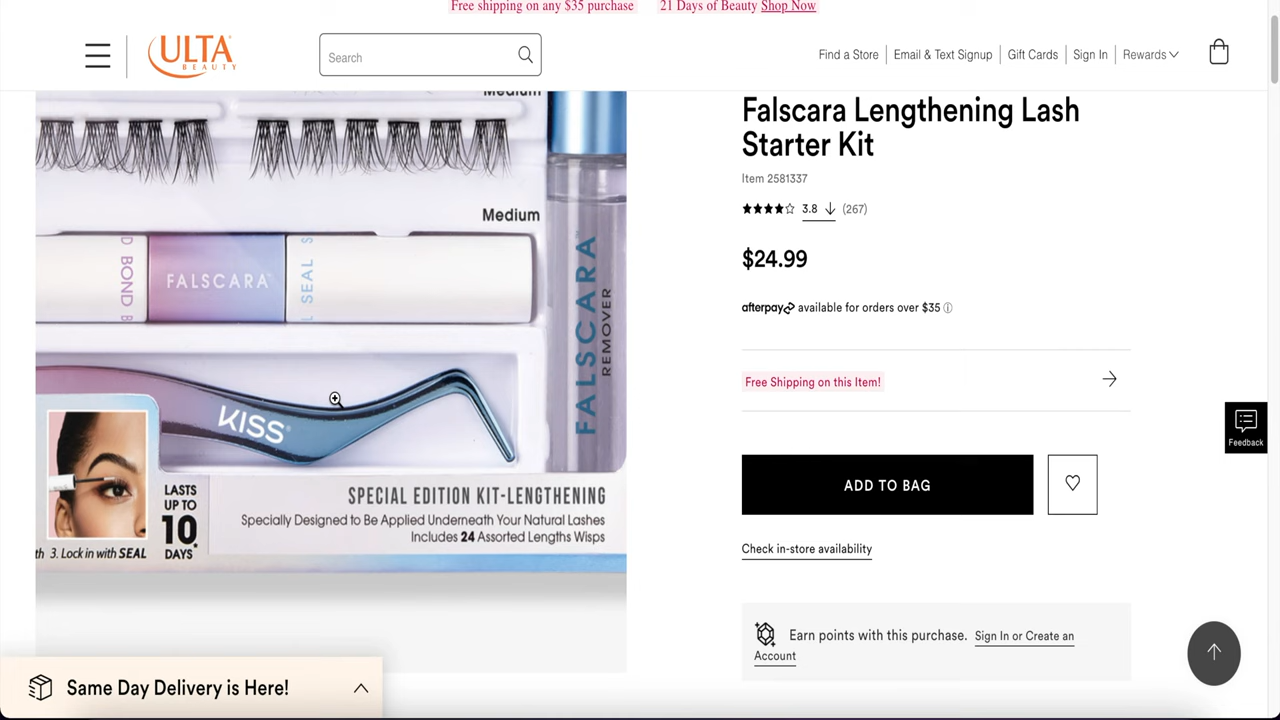 Free shipping on any $35 purchase
21 Days of Beauty Shop Now
ULTA
BEAUTY
Search
Find a Store
Email & Text Signup
Gift Cards
Sign In
Rewards
Medium
Falscara Lengthening Lash
Starter Kit
Item 2581337
3.8
(267)
$24.99
afterpay available for orders over $35
Free Shipping on this Item!
Feedback
ADD TO BAG
Check in-store availability
Earn points with this purchase. Sign In or Create an
Account
Medium
BOND
FALSCARA
SEAL
FALSCARA
REMOVER
KISS
LASTS
UP TO
10
DAYS*
3. Lock in with SEAL
SPECIAL EDITION KIT-LENGTHENING
Specially Designed to Be Applied Underneath Your Natural Lashes
Includes 24 Assorted Lengths Wisps
Same Day Delivery is Here!